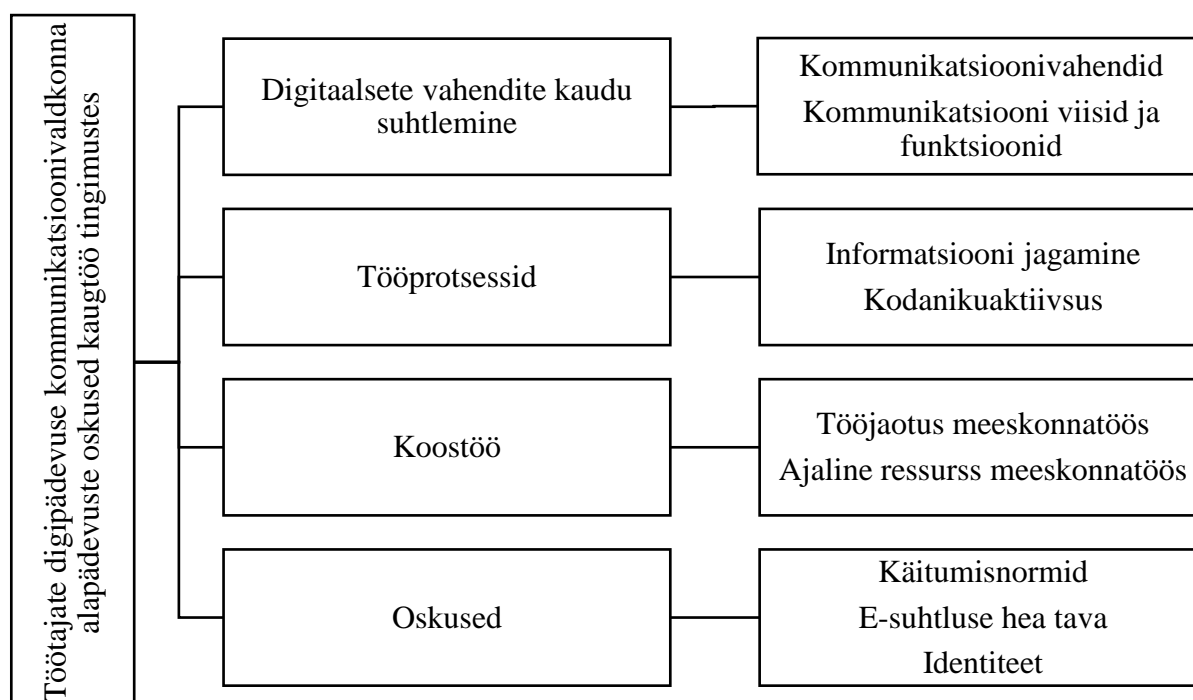 Töötajate digipädevuse kommunikatsioonivaldkonna
alapädevuste oskused kaugtöö tingimustes
Digitaalsete vahendite kaudu
suhtlemine
Kommunikatsioonivahendid
Kommunikatsiooni viisid ja
funktsioonid
Tööprotsessid
Informatsiooni jagamine
Kodanikuaktiivsus
Koostöö
Tööjaotus meeskonnatöös
Ajaline ressurss meeskonnatöös
Oskused
Käitumisnormid
E-suhtluse hea tava
Identiteet